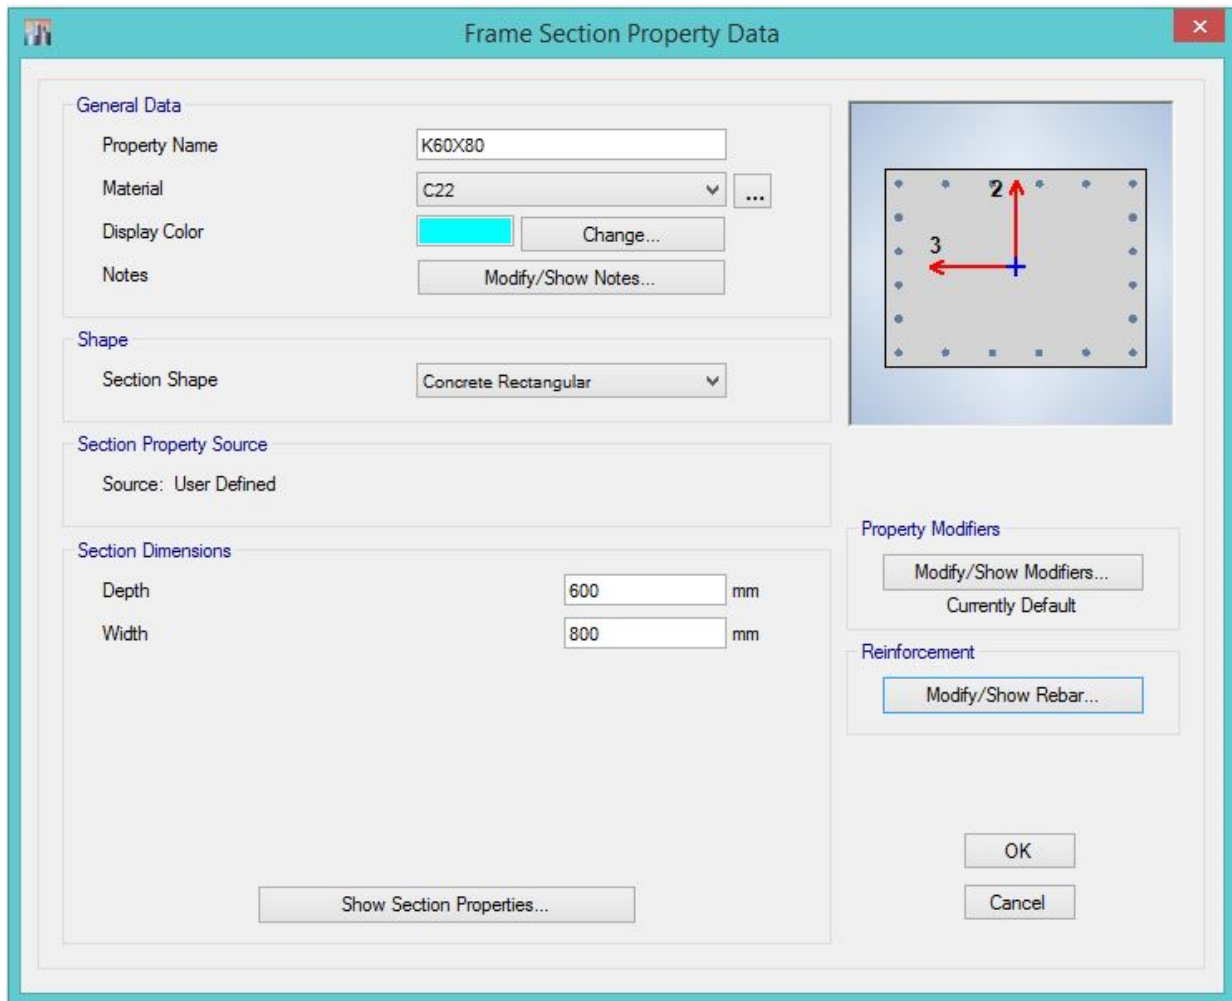 Frame Section Property Data
General Data
Property Name K60X80
Material C22 ...
Display Color Change...
Notes Modify/Show Notes...
Shape
Section Shape Concrete Rectangular
Section Property Source
Source: User Defined
Section Dimensions
Depth 600 mm
Width 800 mm
Show Section Properties...
2
3
Property Modifiers
Modify/Show Modifiers...
Currently Default
Reinforcement
Modify/Show Rebar...
OK
Cancel